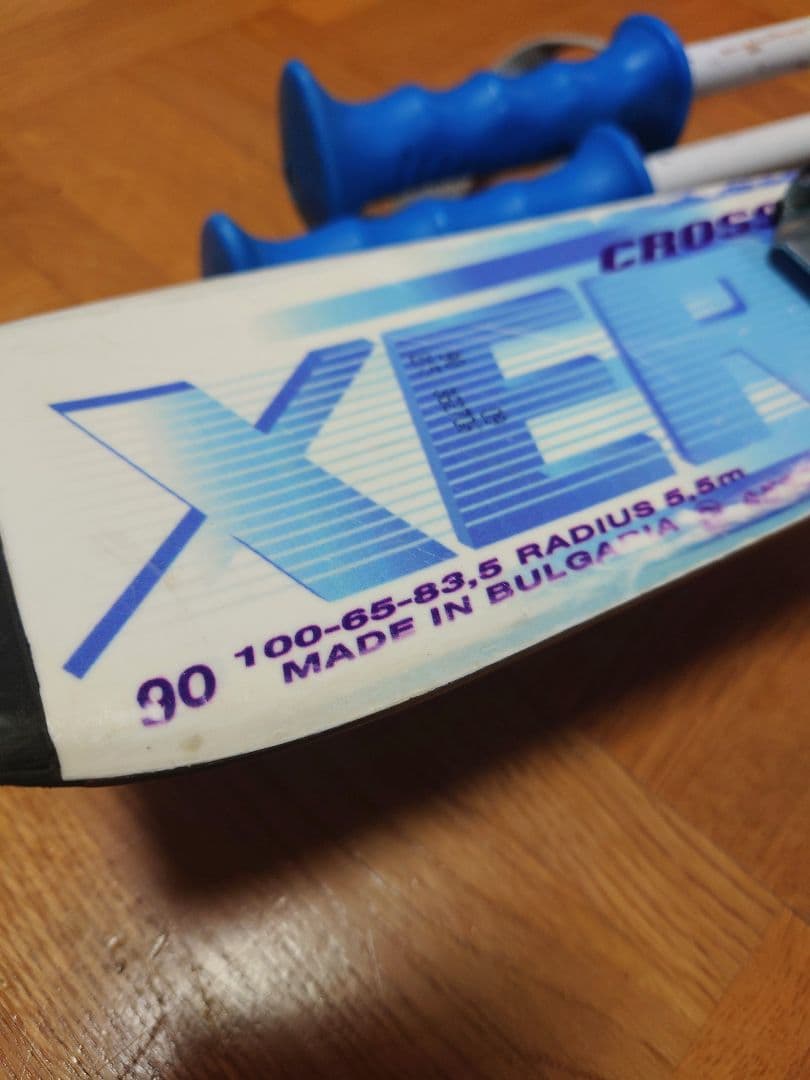 CROSS
XER
90 100-65-83,5 RADIUS 5,5m
MADE IN BULGARIA